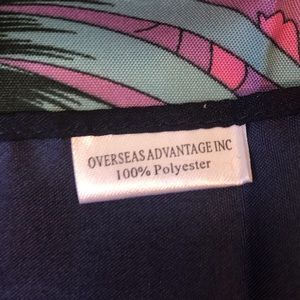 OVERSEAS ADVANTAGE INC
100% Polyester